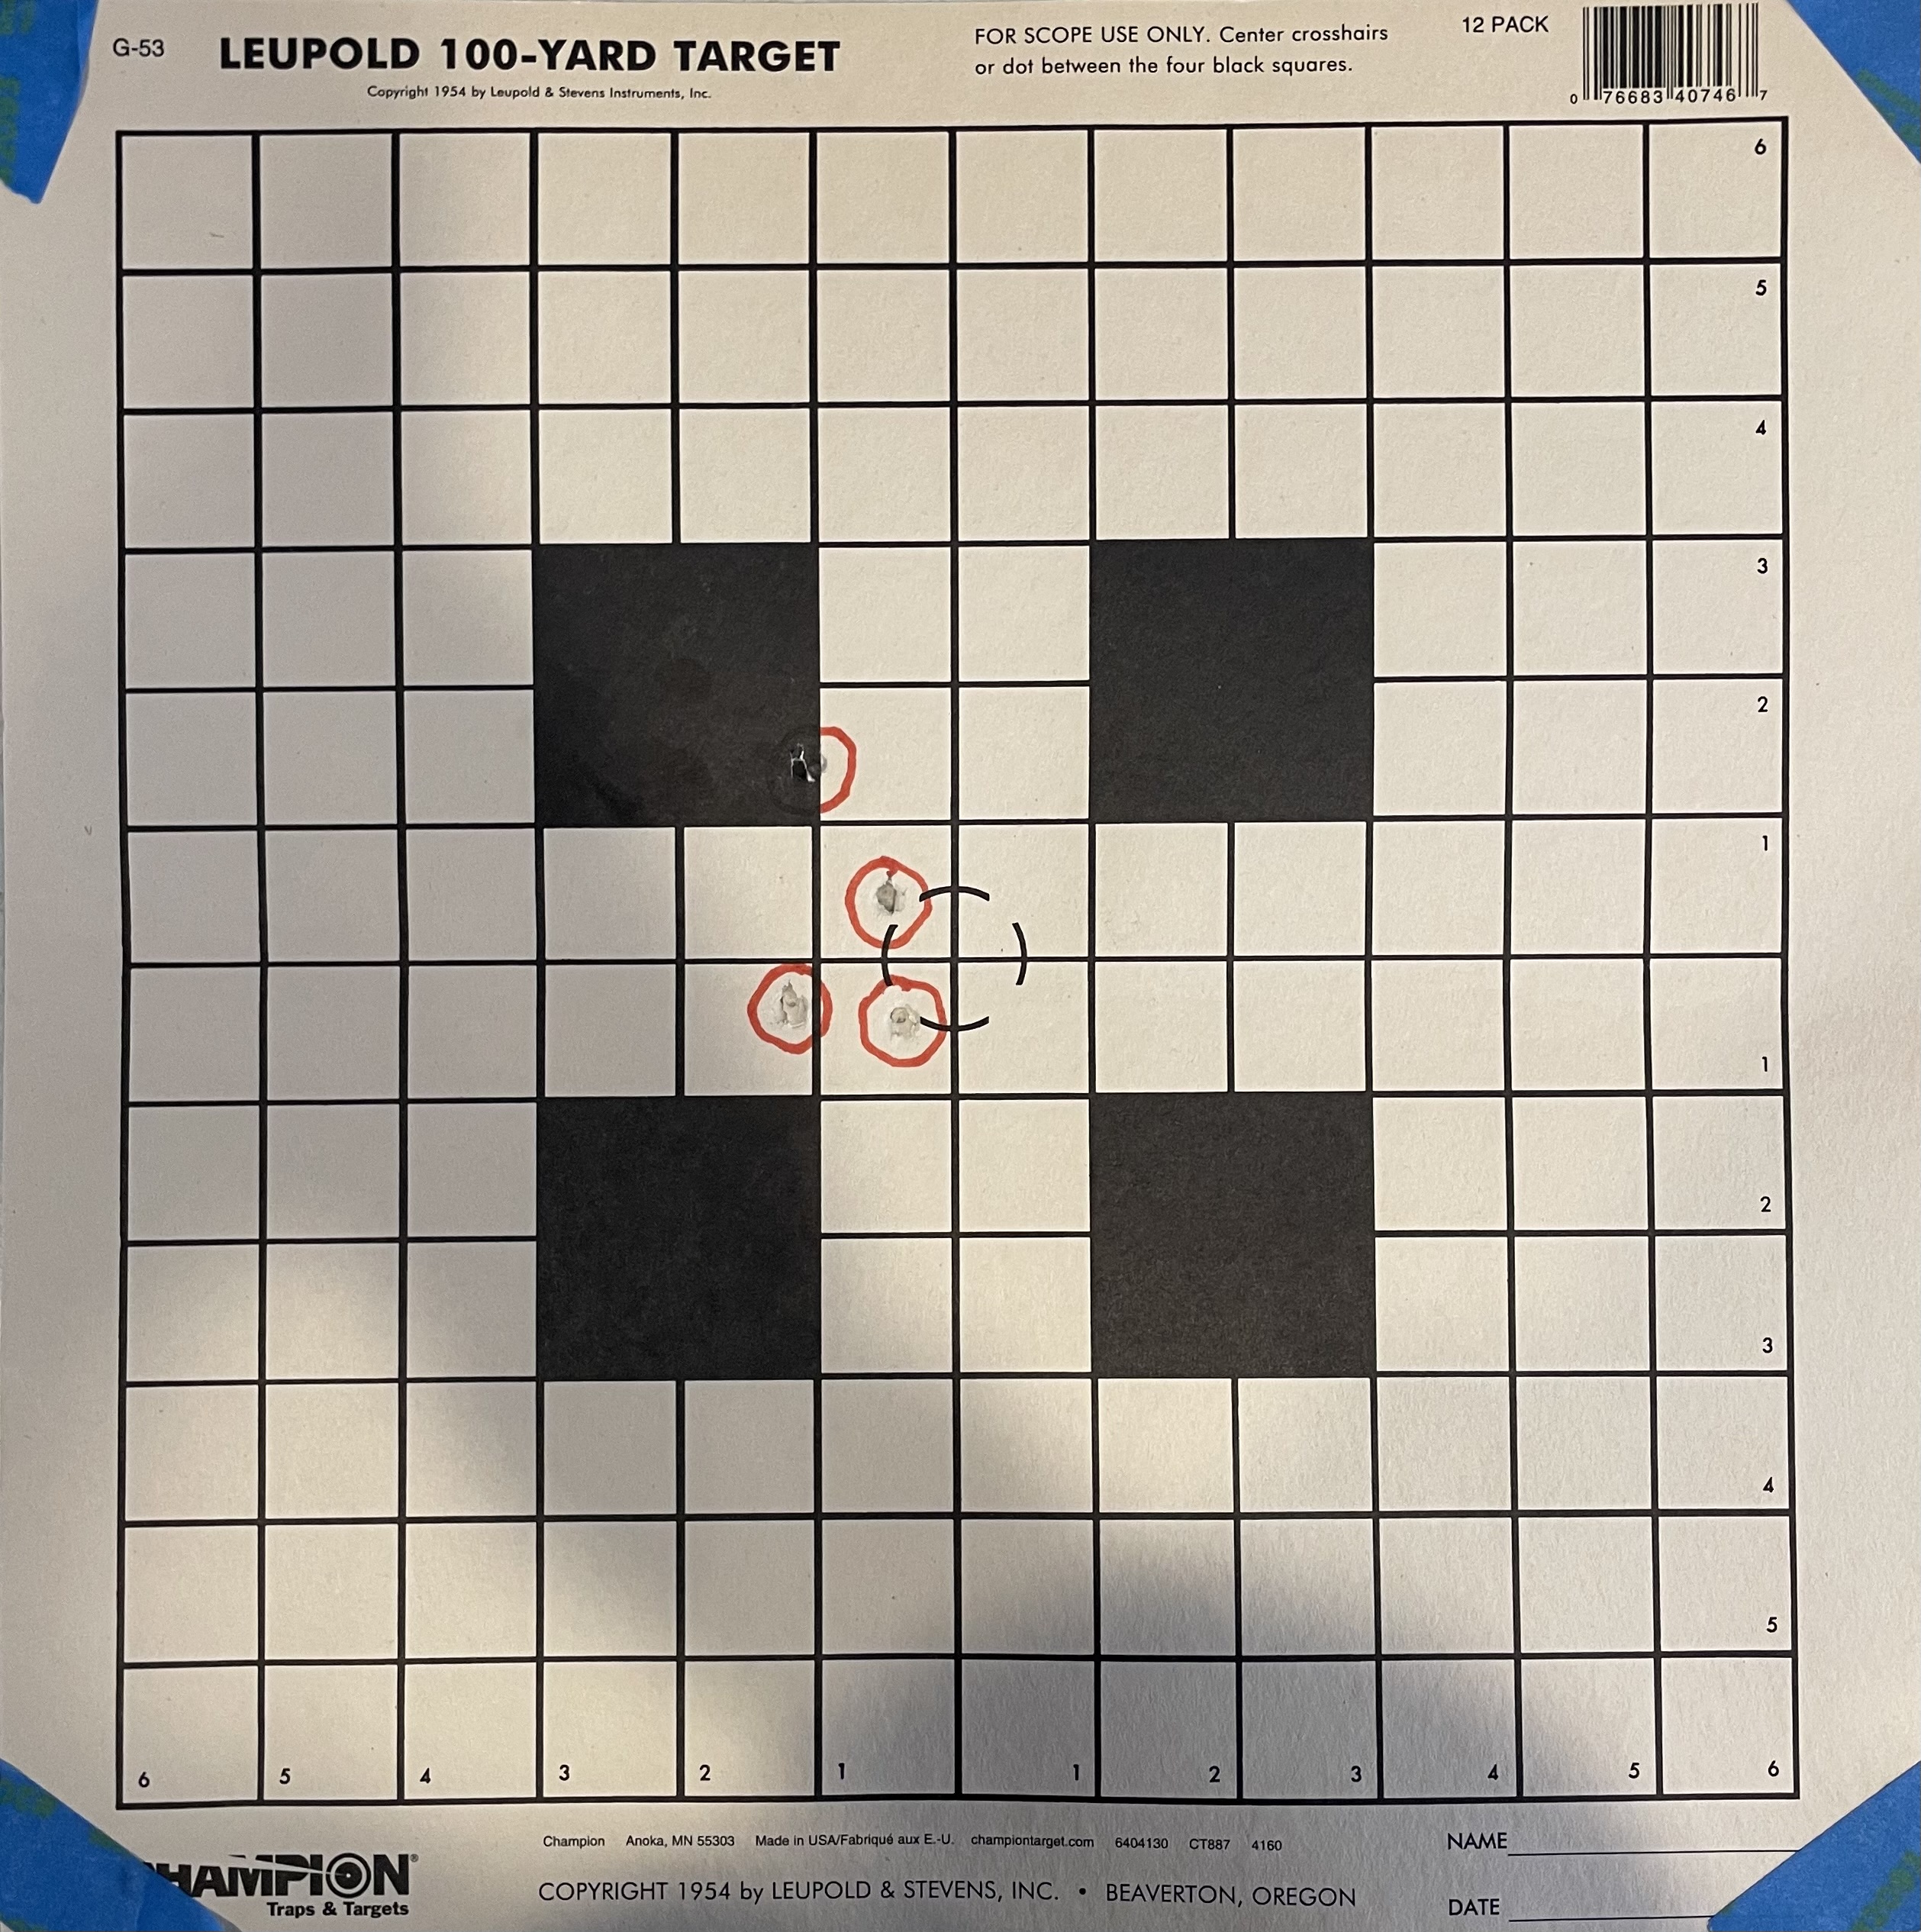 G-53
LEUPOLD 100-YARD TARGET
Copyright 1954 by Leupold & Stevens Instruments, Inc.
FOR SCOPE USE ONLY. Center crosshairs
or dot between the four black squares.
12 PACK
0 76683 40746 7
6
5
4
3
2
1
1
2
3
4
5
6 5 4 3 2 1 1 2 3 4 5 6
Champion Anoka, MN 55303 Made in USA/Fabriqué aux E.-U. championtarget.com 6404130 CT887 4160
COPYRIGHT 1954 by LEUPOLD & STEVENS, INC. • BEAVERTON, OREGON
HAMPION®
Traps & Targets
NAME
DATE